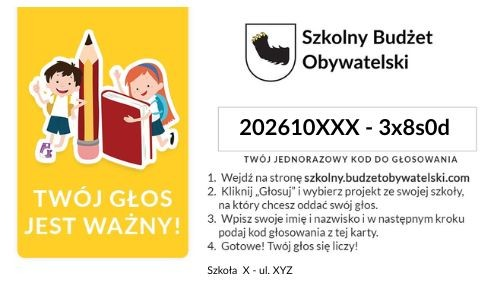 TWÓJ GŁOS
JEST WAŻNY!
Szkolny Budżet
Obywatelski
202610XXX - 3x8s0d
TWÓJ JEDNORAZOWY KOD DO GŁOSOWANIA
1. Wejdź na stronę szkolny.budzetobywatelski.com
2. Kliknij „Głosuj” i wybierz projekt ze swojej szkoły,
na który chcesz oddać swój głos.
3. Wpisz swoje imię i nazwisko i w następnym kroku
podaj kod głosowania z tej karty.
4. Gotowe! Twój głos się liczy!
Szkoła X - ul. XYZ